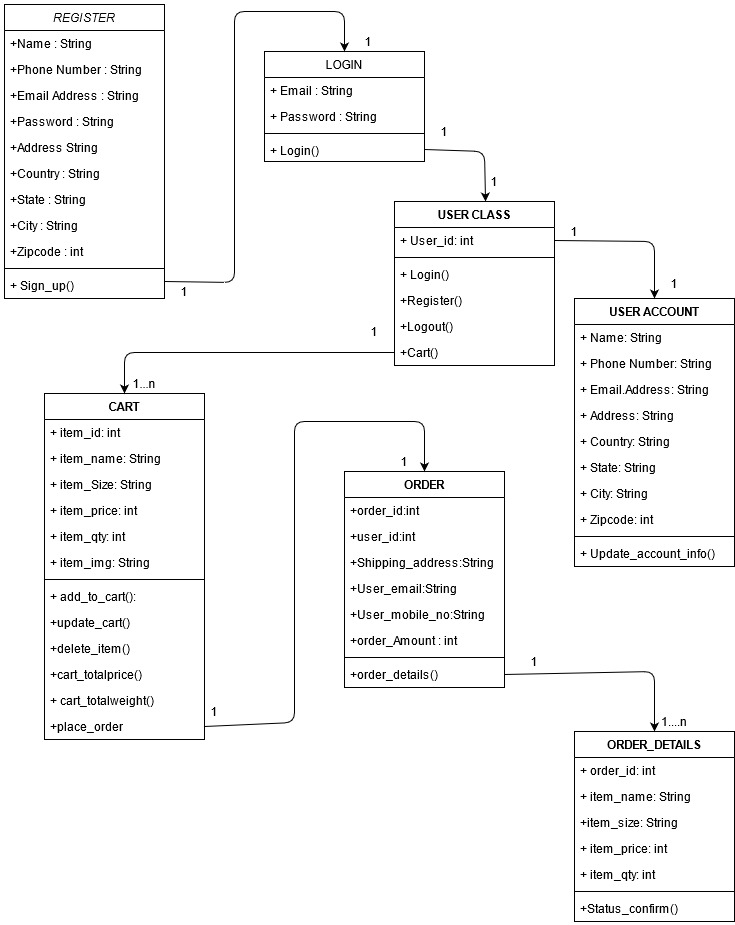 REGISTER
+Name : String
+Phone Number : String
+Email Address : String
+Password : String
+Address String
+Country : String
+State : String
+City : String
+Zipcode : int
+ Sign_up()
1
1
LOGIN
+ Email : String
+ Password : String
+ Login()
1
1
USER CLASS
+ User_id: int
+ Login()
+Register()
+Logout()
+Cart()
1
1
USER ACCOUNT
+ Name: String
+ Phone Number: String
+ Email.Address: String
+ Address: String
+ Country: String
+ State: String
+ City: String
+ Zipcode: int
+ Update_account_info()
1
1...n
CART
+ item_id: int
+ item_name: String
+ item_Size: String
+ item_price: int
+ item_qty: int
+ item_img: String
+ add_to_cart():
+update_cart()
+delete_item()
+cart_totalprice()
+ cart_totalweight()
+place_order
1
1
ORDER
+order_id:int
+user_id:int
+Shipping_address:String
+User_email:String
+User_mobile_no:String
+order_Amount : int
+order_details()
1
1....n
ORDER_DETAILS
+ order_id: int
+ item_name: String
+item_size: String
+ item_price: int
+ item_qty: int
+Status_confirm()